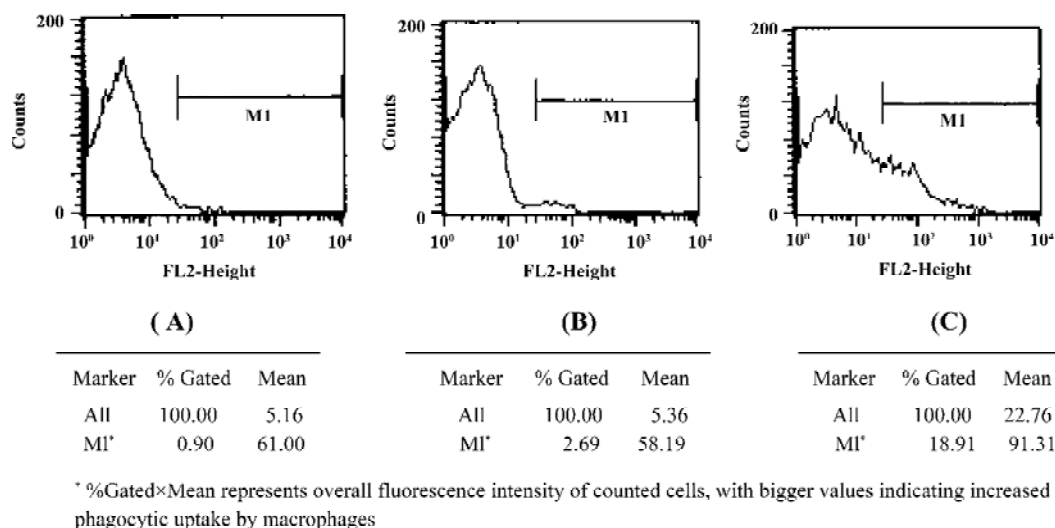 200
200
200
Counts
Counts
Counts
M1
M1
M1
0
0
0
10⁰ 10¹ 10² 10³ 10⁴
10⁰ 10¹ 10² 10³ 10⁴
10⁰ 10¹ 10² 10³ 10⁴
FL2-Height
FL2-Height
FL2-Height
( A)
(B)
(C)
Marker % Gated Mean
All 100.00 5.16
M1* 0.90 61.00
Marker % Gated Mean
All 100.00 5.36
M1* 2.69 58.19
Marker % Gated Mean
All 100.00 22.76
M1* 18.91 91.31
* %Gated×Mean represents overall fluorescence intensity of counted cells, with bigger values indicating increased
phagocytic uptake by macrophages